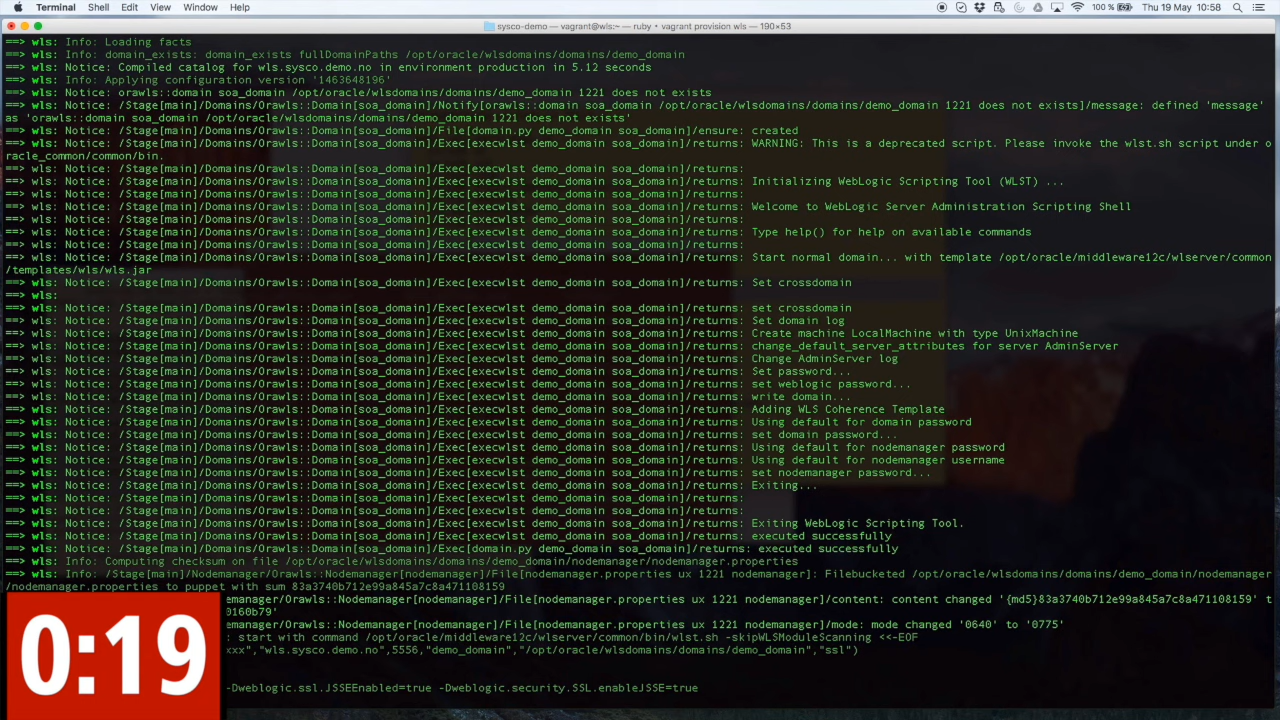 Terminal Shell Edit View Window Help 100 % Thu 19 May 10:58
sysco-demo — vagrant@wls:~ — ruby • vagrant provision wls — 190×53
==> wls: Info: Loading facts
==> wls: Info: domain_exists: domain_exists fullDomainPaths /opt/oracle/wlsdomains/domains/demo_domain
==> wls: Notice: Compiled catalog for wls.sysco.demo.no in environment production in 5.12 seconds
==> wls: Info: Applying configuration version '1463648196'
==> wls: Notice: orawls::domain soa_domain /opt/oracle/wlsdomains/domains/demo_domain 1221 does not exists
==> wls: Notice: /Stage[main]/Domains/Orawls::Domain[soa_domain]/Notify[orawls::domain soa_domain /opt/oracle/wlsdomains/domains/demo_domain 1221 does not exists]/message: defined 'message'
as 'orawls::domain soa_domain /opt/oracle/wlsdomains/domains/demo_domain 1221 does not exists'
==> wls: Notice: /Stage[main]/Domains/Orawls::Domain[soa_domain]/File[domain.py demo_domain soa_domain]/ensure: created
==> wls: Notice: /Stage[main]/Domains/Orawls::Domain[soa_domain]/Exec[execwlst demo_domain soa_domain]/returns: WARNING: This is a deprecated script. Please invoke the wlst.sh script under o
racle_common/common/bin.
==> wls: Notice: /Stage[main]/Domains/Orawls::Domain[soa_domain]/Exec[execwlst demo_domain soa_domain]/returns:
==> wls: Notice: /Stage[main]/Domains/Orawls::Domain[soa_domain]/Exec[execwlst demo_domain soa_domain]/returns: Initializing WebLogic Scripting Tool (WLST) ...
==> wls: Notice: /Stage[main]/Domains/Orawls::Domain[soa_domain]/Exec[execwlst demo_domain soa_domain]/returns:
==> wls: Notice: /Stage[main]/Domains/Orawls::Domain[soa_domain]/Exec[execwlst demo_domain soa_domain]/returns: Welcome to WebLogic Server Administration Scripting Shell
==> wls: Notice: /Stage[main]/Domains/Orawls::Domain[soa_domain]/Exec[execwlst demo_domain soa_domain]/returns:
==> wls: Notice: /Stage[main]/Domains/Orawls::Domain[soa_domain]/Exec[execwlst demo_domain soa_domain]/returns: Type help() for help on available commands
==> wls: Notice: /Stage[main]/Domains/Orawls::Domain[soa_domain]/Exec[execwlst demo_domain soa_domain]/returns:
==> wls: Notice: /Stage[main]/Domains/Orawls::Domain[soa_domain]/Exec[execwlst demo_domain soa_domain]/returns: Start normal domain... with template /opt/oracle/middleware12c/wlserver/common
/templates/wls/wls.jar
==> wls: Notice: /Stage[main]/Domains/Orawls::Domain[soa_domain]/Exec[execwlst demo_domain soa_domain]/returns: Set crossdomain
==> wls:
==> wls: Notice: /Stage[main]/Domains/Orawls::Domain[soa_domain]/Exec[execwlst demo_domain soa_domain]/returns: set crossdomain
==> wls: Notice: /Stage[main]/Domains/Orawls::Domain[soa_domain]/Exec[execwlst demo_domain soa_domain]/returns: Set domain log
==> wls: Notice: /Stage[main]/Domains/Orawls::Domain[soa_domain]/Exec[execwlst demo_domain soa_domain]/returns: Create machine LocalMachine with type UnixMachine
==> wls: Notice: /Stage[main]/Domains/Orawls::Domain[soa_domain]/Exec[execwlst demo_domain soa_domain]/returns: change_default_server_attributes for server AdminServer
==> wls: Notice: /Stage[main]/Domains/Orawls::Domain[soa_domain]/Exec[execwlst demo_domain soa_domain]/returns: Change AdminServer log
==> wls: Notice: /Stage[main]/Domains/Orawls::Domain[soa_domain]/Exec[execwlst demo_domain soa_domain]/returns: Set password...
==> wls: Notice: /Stage[main]/Domains/Orawls::Domain[soa_domain]/Exec[execwlst demo_domain soa_domain]/returns: set weblogic password...
==> wls: Notice: /Stage[main]/Domains/Orawls::Domain[soa_domain]/Exec[execwlst demo_domain soa_domain]/returns: write domain...
==> wls: Notice: /Stage[main]/Domains/Orawls::Domain[soa_domain]/Exec[execwlst demo_domain soa_domain]/returns: Adding WLS Coherence Template
==> wls: Notice: /Stage[main]/Domains/Orawls::Domain[soa_domain]/Exec[execwlst demo_domain soa_domain]/returns: Using default for domain password
==> wls: Notice: /Stage[main]/Domains/Orawls::Domain[soa_domain]/Exec[execwlst demo_domain soa_domain]/returns: set domain password...
==> wls: Notice: /Stage[main]/Domains/Orawls::Domain[soa_domain]/Exec[execwlst demo_domain soa_domain]/returns: Using default for nodemanager password
==> wls: Notice: /Stage[main]/Domains/Orawls::Domain[soa_domain]/Exec[execwlst demo_domain soa_domain]/returns: Using default for nodemanager username
==> wls: Notice: /Stage[main]/Domains/Orawls::Domain[soa_domain]/Exec[execwlst demo_domain soa_domain]/returns: set nodemanager password...
==> wls: Notice: /Stage[main]/Domains/Orawls::Domain[soa_domain]/Exec[execwlst demo_domain soa_domain]/returns: Exiting...
==> wls: Notice: /Stage[main]/Domains/Orawls::Domain[soa_domain]/Exec[execwlst demo_domain soa_domain]/returns:
==> wls: Notice: /Stage[main]/Domains/Orawls::Domain[soa_domain]/Exec[execwlst demo_domain soa_domain]/returns:
==> wls: Notice: /Stage[main]/Domains/Orawls::Domain[soa_domain]/Exec[execwlst demo_domain soa_domain]/returns: Exiting WebLogic Scripting Tool.
==> wls: Notice: /Stage[main]/Domains/Orawls::Domain[soa_domain]/Exec[execwlst demo_domain soa_domain]/returns: executed successfully
==> wls: Notice: /Stage[main]/Domains/Orawls::Domain[soa_domain]/Exec[domain.py demo_domain soa_domain]/returns: executed successfully
==> wls: Info: Computing checksum on file /opt/oracle/wlsdomains/domains/demo_domain/nodemanager/nodemanager.properties
==> wls: Info: /Stage[main]/Nodemanager/Orawls::Nodemanager[nodemanager]/File[nodemanager.properties ux 1221 nodemanager]: Filebucketed /opt/oracle/wlsdomains/domains/demo_domain/nodemanager
/nodemanager.properties to puppet with sum 83a3740b712e99a845a7c8a471108159
demanager/Orawls::Nodemanager[nodemanager]/File[nodemanager.properties ux 1221 nodemanager]/content: content changed '{md5}83a3740b712e99a845a7c8a471108159' t
0160b79'
demanager/Orawls::Nodemanager[nodemanager]/File[nodemanager.properties ux 1221 nodemanager]/mode: mode changed '0640' to '0775'
: start with command /opt/oracle/middleware12c/wlserver/common/bin/wlst.sh -skipWLSModuleScanning <<-EOF
xxx","wls.sysco.demo.no",5556,"demo_domain","/opt/oracle/wlsdomains/domains/demo_domain","ssl")
-Dweblogic.ssl.JSSEEnabled=true -Dweblogic.security.SSL.enableJSSE=true
0:19